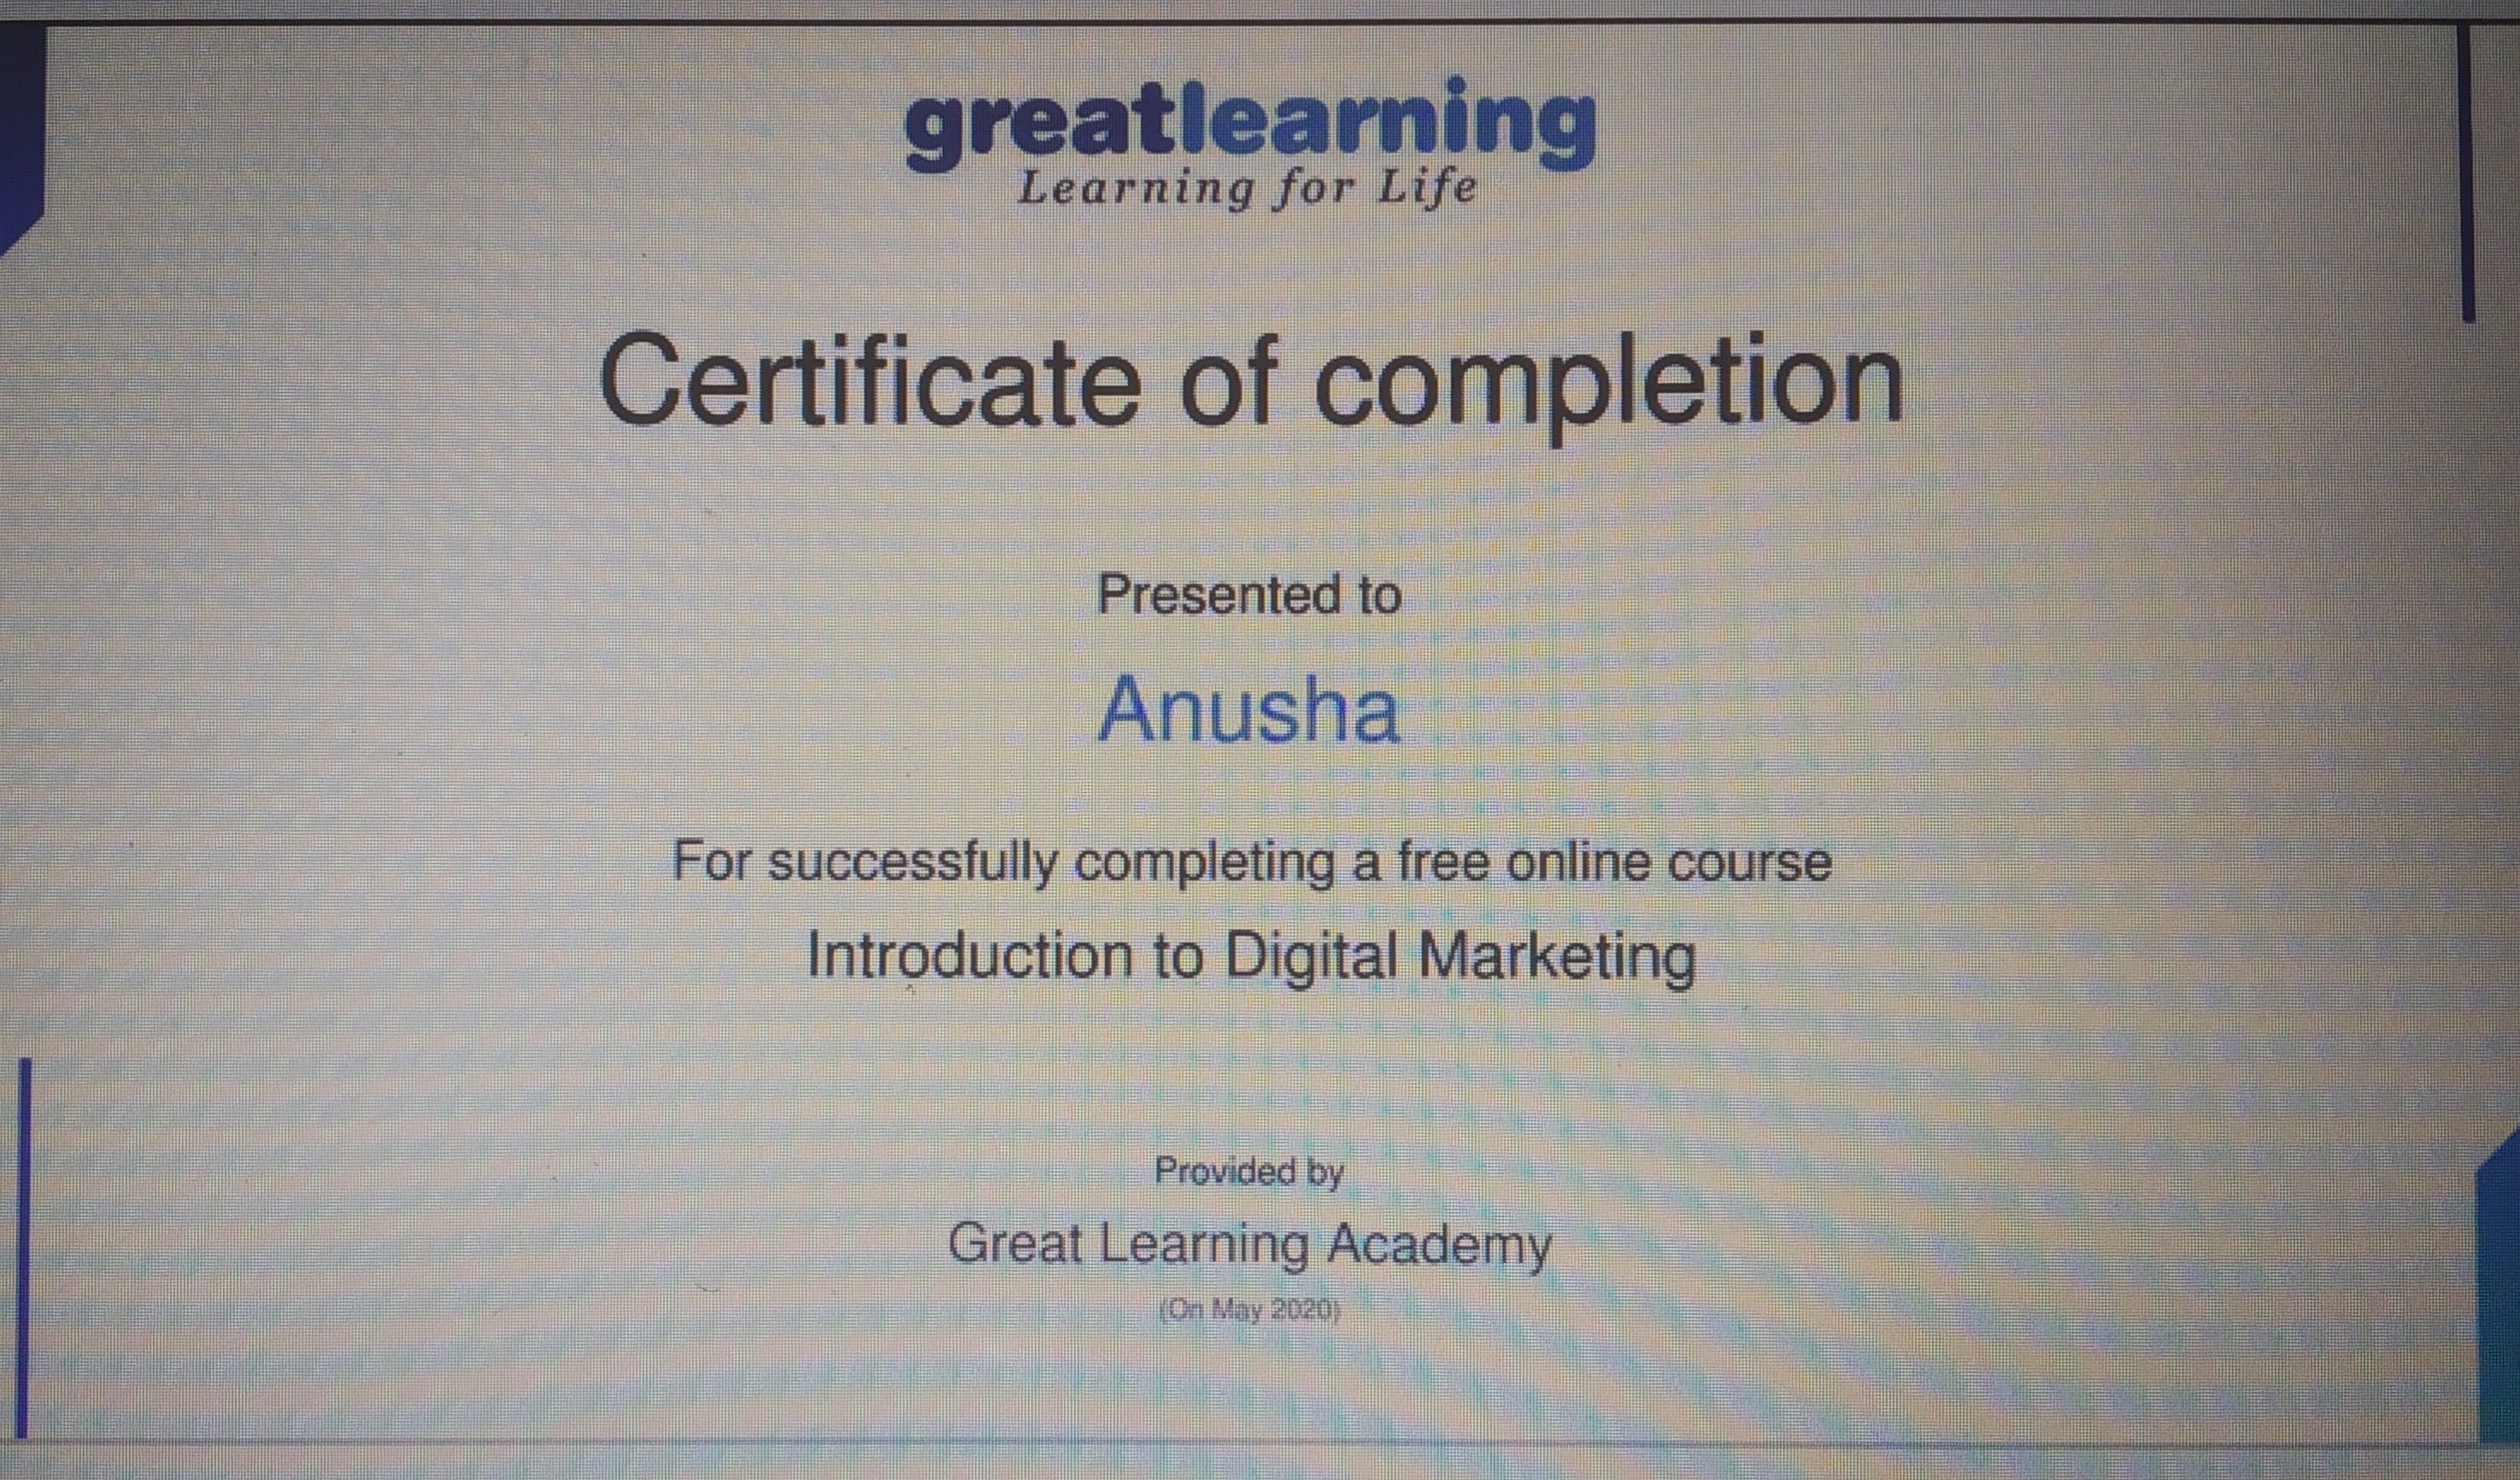 greatlearning
Learning for Life
Certificate of completion
Presented to
Anusha
For successfully completing a free online course
Introduction to Digital Marketing
Provided by
Great Learning Academy
(On May 2020)